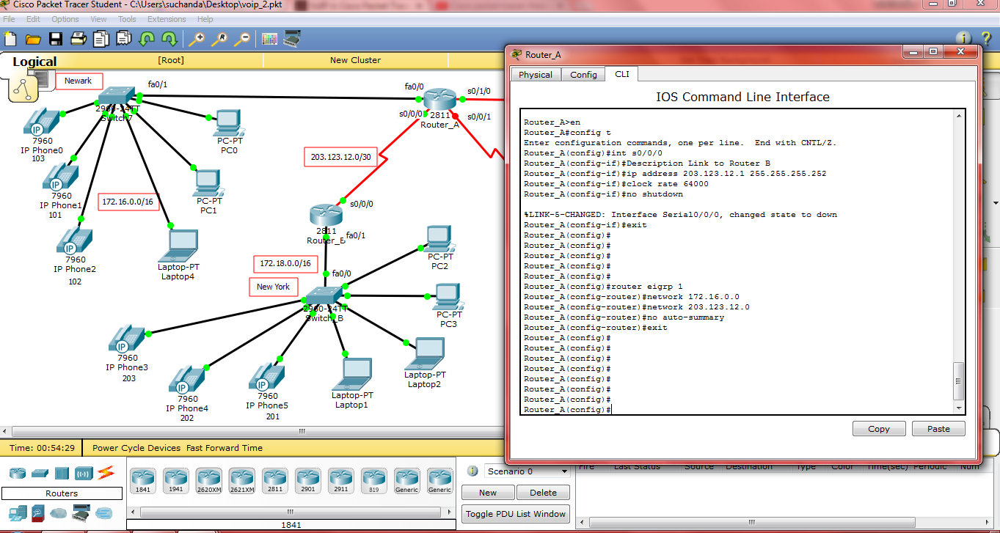 Cisco Packet Tracer Student - C:\Users\suchanda\Desktop\voip_2.pkt
File Edit Options View Tools Extensions Help
Logical
[Root]
New Cluster
Newark
fa0/1
2960-24TT
Switch7
7960
IP Phone0
103
PC-PT
PC0
7960
IP Phone1
101
172.16.0.0/16
PC-PT
PC1
7960
IP Phone2
102
Laptop-PT
Laptop4
fa0/0
s0/1/0
s0/0/0
2811
Router_A
s0/0/1
203.123.12.0/30
s0/0/0
2811
Router_B
fa0/1
172.18.0.0/16
fa0/0
New York
2960-24TT
Switch_B
PC-PT
PC2
PC-PT
PC3
7960
IP Phone3
203
7960
IP Phone4
202
7960
IP Phone5
201
Laptop-PT
Laptop1
Laptop-PT
Laptop2
Router_A
Physical Config CLI
IOS Command Line Interface
Router_A>en
Router_A#config t
Enter configuration commands, one per line.  End with CNTL/Z.
Router_A(config)#int s0/0/0
Router_A(config-if)#Description Link to Router B
Router_A(config-if)#ip address 203.123.12.1 255.255.255.252
Router_A(config-if)#clock rate 64000
Router_A(config-if)#no shutdown
%LINK-5-CHANGED: Interface Serial0/0/0, changed state to down
Router_A(config-if)#exit
Router_A(config)#
Router_A(config)#
Router_A(config)#
Router_A(config)#
Router_A(config)#
Router_A(config)#router eigrp 1
Router_A(config-router)#network 172.16.0.0
Router_A(config-router)#network 203.123.12.0
Router_A(config-router)#no auto-summary
Router_A(config-router)#exit
Router_A(config)#
Router_A(config)#
Router_A(config)#
Router_A(config)#
Router_A(config)#
Router_A(config)#
Router_A(config)#
Router_A(config)#
Copy
Paste
Time: 00:54:29
Power Cycle Devices Fast Forward Time
Routers
1841
1941
2620XM
2621XM
2811
2901
2911
819
Generic
Generic
1841
Scenario 0
New
Delete
Toggle PDU List Window
Fire Last Status Source Destination Type Color Time(sec) Periodic Num